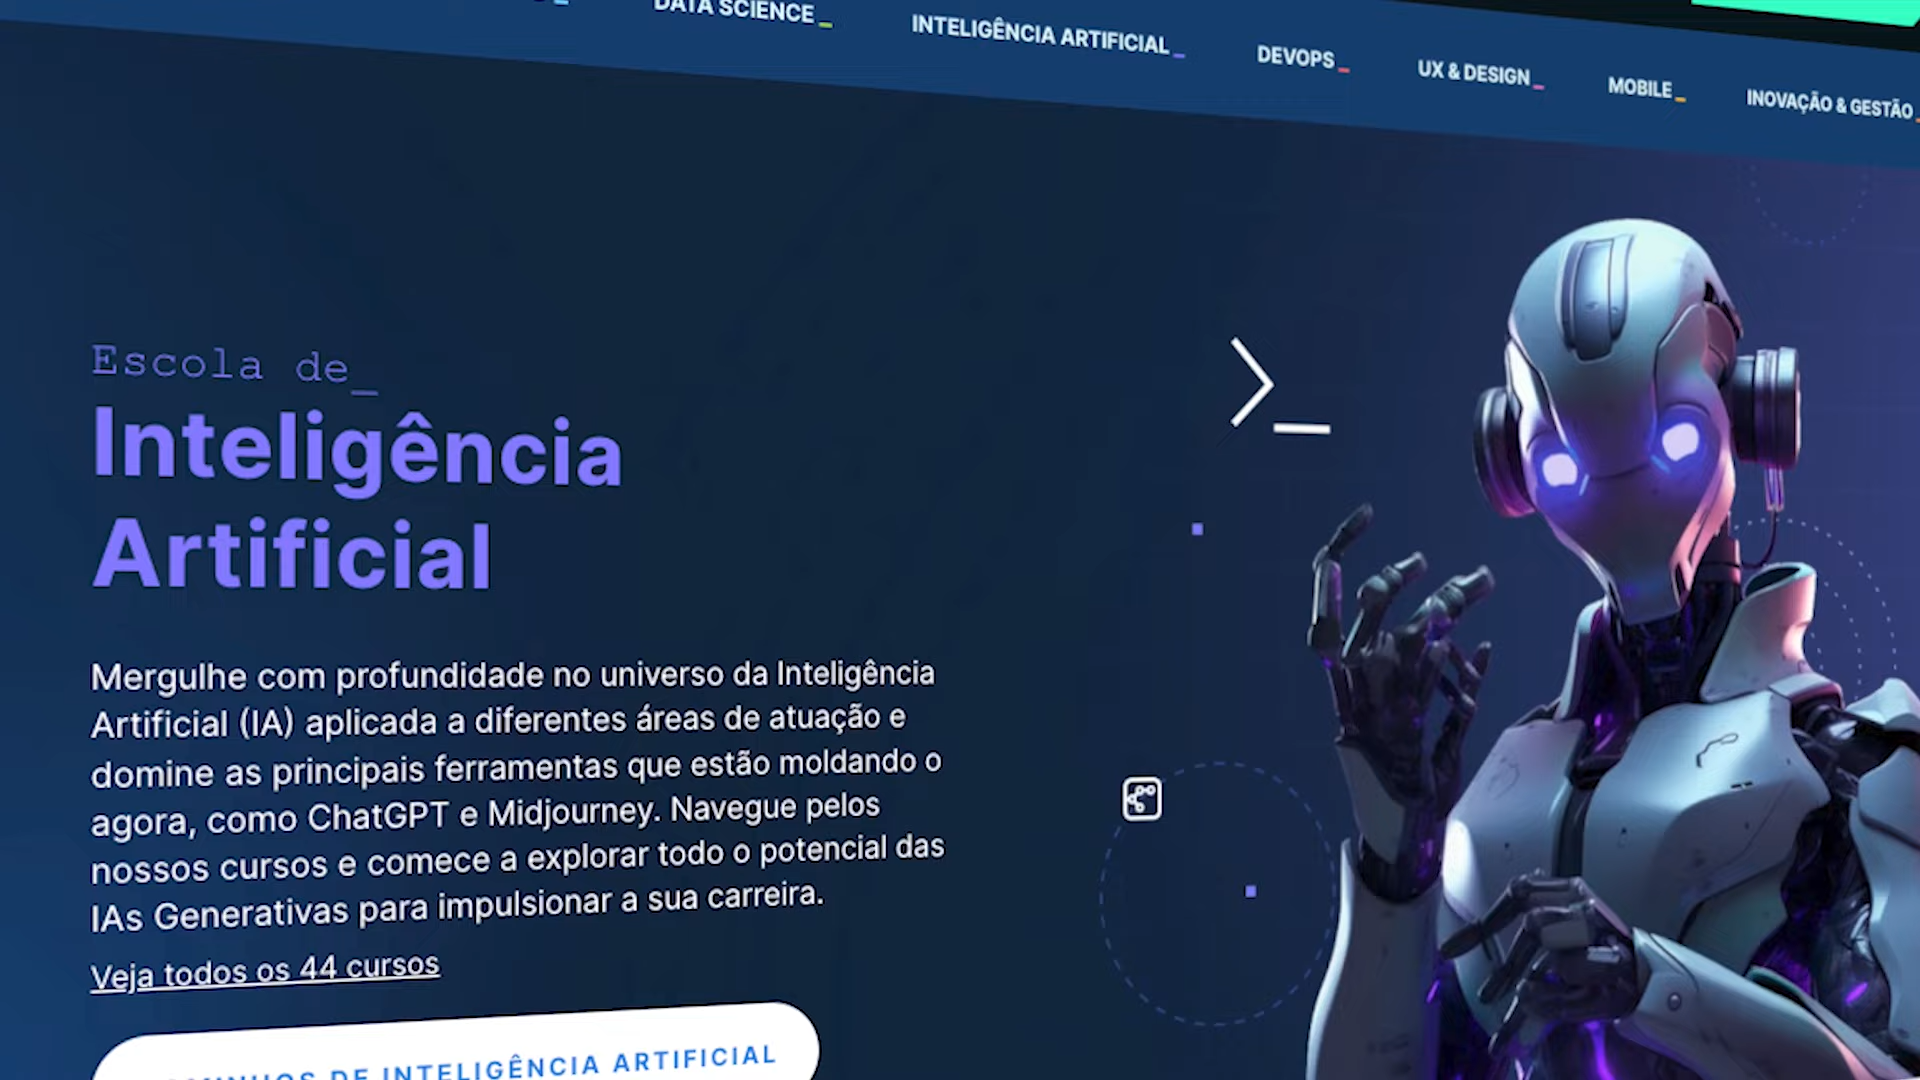 DATA SCIENCE_
INTELIGÊNCIA ARTIFICIAL_
DEVOPS_
UX & DESIGN_
MOBILE_
INOVAÇÃO & GESTÃO_
Escola de_
Inteligência
Artificial
Mergulhe com profundidade no universo da Inteligência
Artificial (IA) aplicada a diferentes áreas de atuação e
domine as principais ferramentas que estão moldando o
agora, como ChatGPT e Midjourney. Navegue pelos
nossos cursos e comece a explorar todo o potencial das
IAs Generativas para impulsionar a sua carreira.
Veja todos os 44 cursos
DE INTELIGÊNCIA ARTIFICIAL
>_